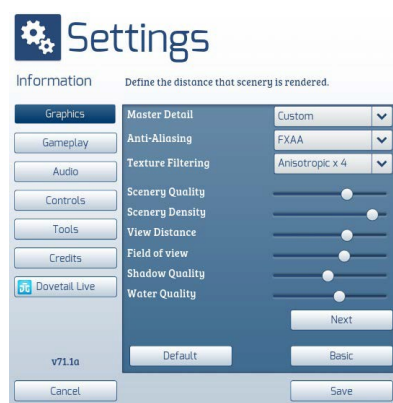 Settings
Information
Define the distance that scenery is rendered.
Graphics
Gameplay
Audio
Controls
Tools
Credits
Dovetail Live
v71.1a
Cancel
Master Detail Custom
Anti-Aliasing FXAA
Texture Filtering Anisotropic x 4
Scenery Quality
Scenery Density
View Distance
Field of view
Shadow Quality
Water Quality
Next
Default Basic
Save